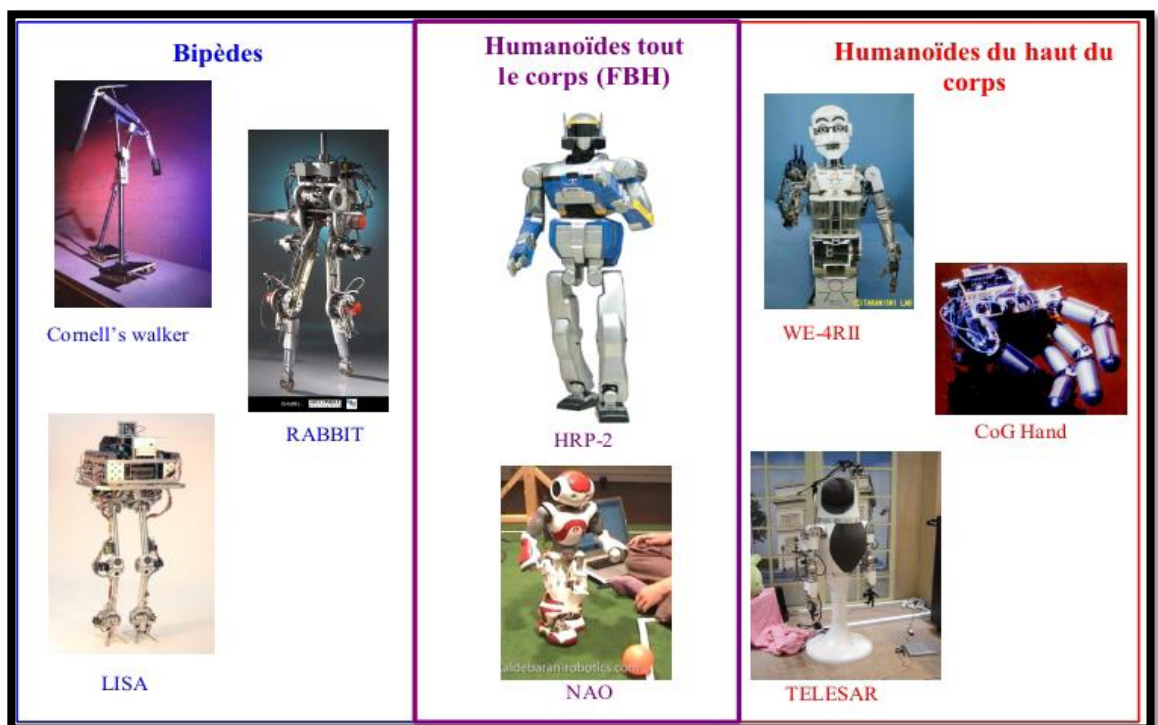 Bipèdes
Cornell's walker
RABBIT
LISA
Humanoïdes tout
le corps (FBH)
HRP-2
aldebaran-robotics.com
NAO
Humanoïdes du haut du
corps
WE-4RII
CoG Hand
TELESAR